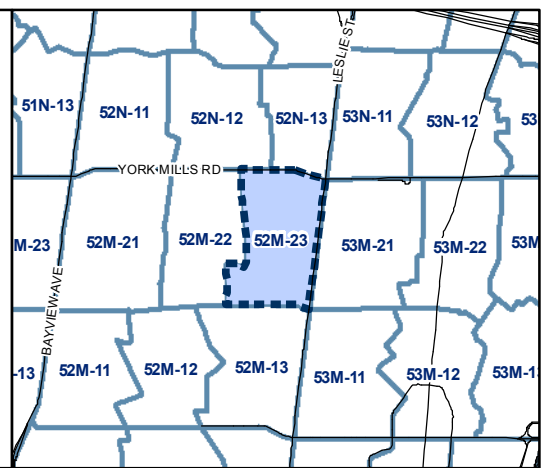 LESLIE ST
51N-13
52N-11
52N-12
52N-13
53N-11
53N-12
53
YORK MILLS RD
M-23
52M-21
52M-22
52M-23
53M-21
53M-22
53M
BAYVIEW AVE
-13
52M-11
52M-12
52M-13
53M-11
53M-12
53M-1